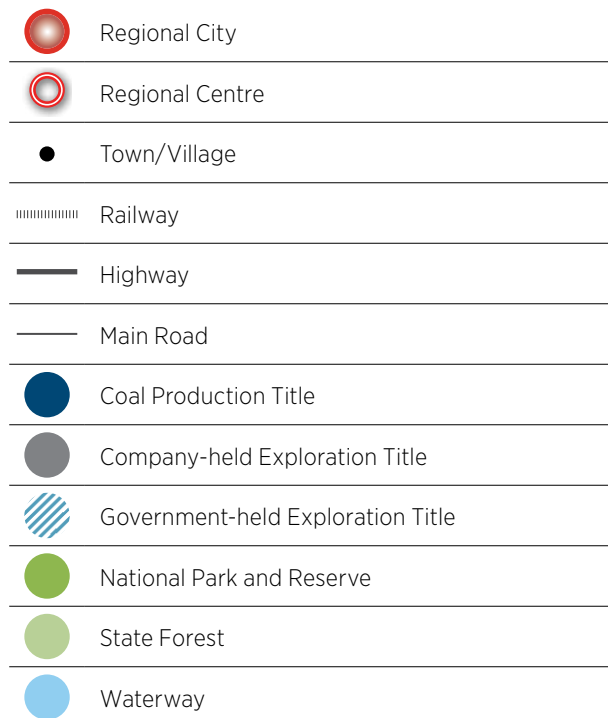 Regional City
Regional Centre
Town/Village
Railway
Highway
Main Road
Coal Production Title
Company-held Exploration Title
Government-held Exploration Title
National Park and Reserve
State Forest
Waterway